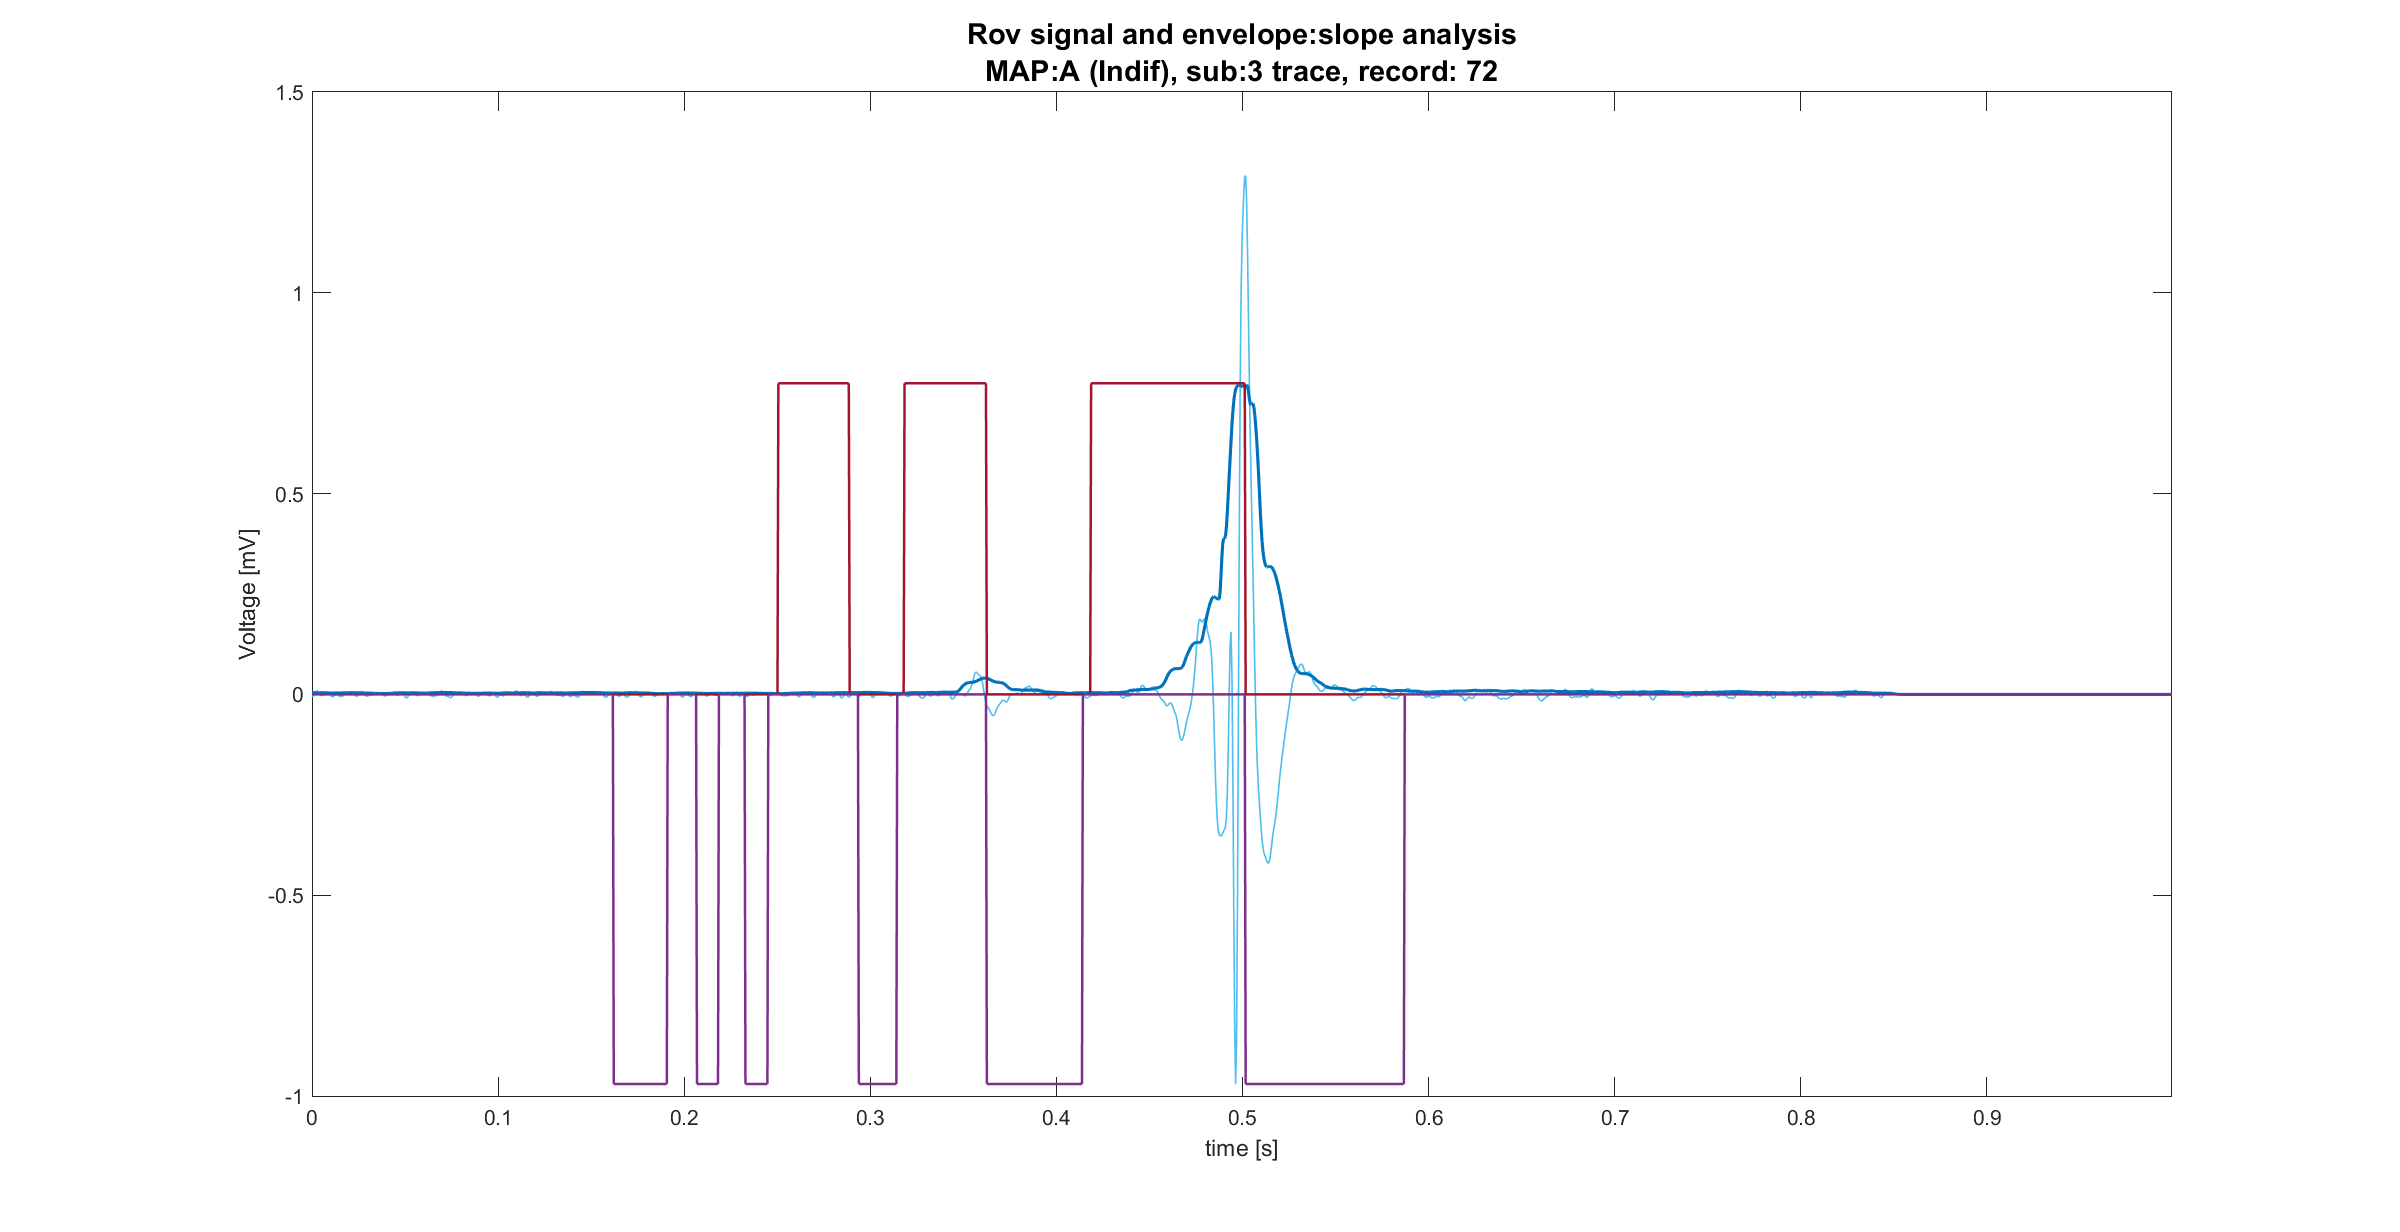 Rov signal and envelope:slope analysis
MAP:A (Indif), sub:3 trace, record: 72
1.5
1
0.5
0
-0.5
-1
Voltage [mV]
0 0.1 0.2 0.3 0.4 0.5 0.6 0.7 0.8 0.9
time [s]